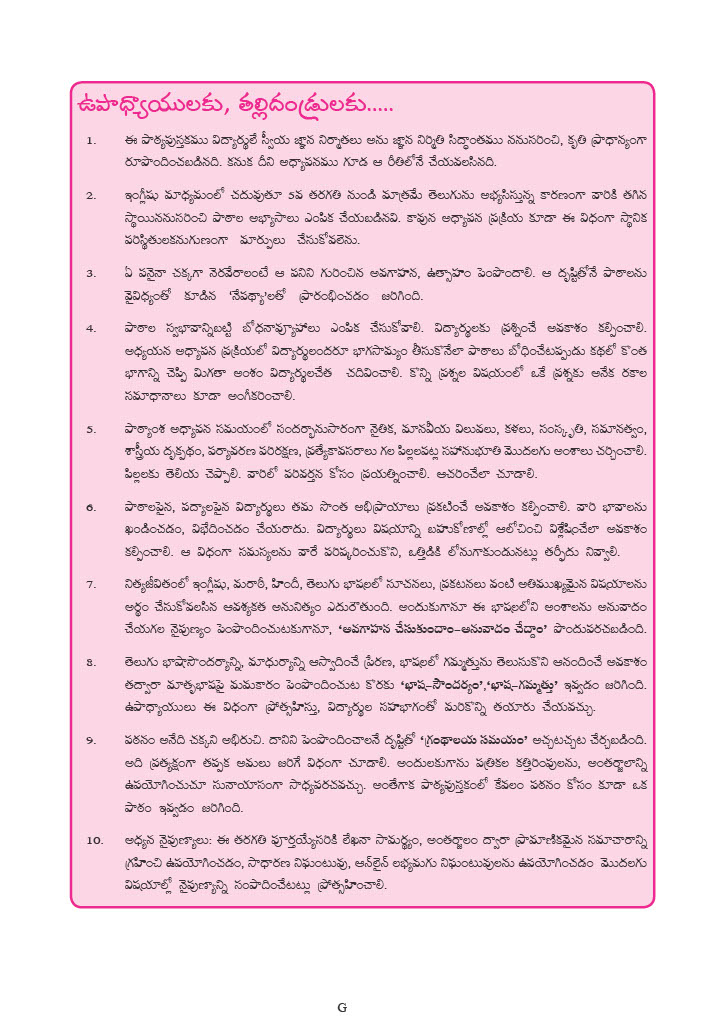 ఉపాధ్యాయులకు, తల్లిదండ్రులకు.....
1. ఈ పాఠ్యపుస్తకము విద్యార్థులే స్వీయ జ్ఞాన నిర్మాతలు అను జ్ఞాన నిర్మితి సిద్ధాంతము ననుసరించి, కృతి ప్రాధాన్యంగా
రూపొందించబడినది. కనుక దీని అధ్యాపనము గూడ ఆ రీతిలోనే చేయవలసినది.
2. ఇంగ్లీషు మాధ్యమంలో చదువుతూ 5వ తరగతి నుండి మాత్రమే తెలుగును అభ్యసిస్తున్న కారణంగా వారికి తగిన
స్థాయిననుసరించి పాఠాల అభ్యాసాలు ఎంపిక చేయబడినవి. కావున అధ్యాపన ప్రక్రియ కూడా ఈ విధంగా స్థానిక
పరిస్థితులకనుగుణంగా మార్పులు చేసుకోవలెను.
3. ఏ పనైనా చక్కగా నెరవేరాలంటే ఆ పనిని గురించిన అవగాహన, ఉత్సాహం పెంపొందాలి. ఆ దృష్టితోనే పాఠాలను
వైవిధ్యంతో కూడిన ‘నేపథ్యా’లతో ప్రారంభించడం జరిగింది.
4. పాఠాల స్వభావాన్నిబట్టి బోధనావ్యూహాలు ఎంపిక చేసుకోవాలి. విద్యార్థులకు ప్రశ్నించే అవకాశం కల్పించాలి.
అధ్యయన అధ్యాపన ప్రక్రియలో విద్యార్థులందరూ భాగసామ్యం తీసుకొనేలా పాఠాలు బోధించేటప్పుడు కథలో కొంత
భాగాన్ని చెప్పి మిగతా అంశం విద్యార్థులచేత చదివించాలి. కొన్ని ప్రశ్నల విషయంలో ఒకే ప్రశ్నకు అనేక రకాల
సమాధానాలు కూడా అంగీకరించాలి.
5. పాఠ్యాంశ అధ్యాపన సమయంలో సందర్భానుసారంగా నైతిక, మానవీయ విలువలు, కళలు, సంస్కృతి, సమానత్వం,
శాస్త్రీయ దృక్పథం, పర్యావరణ పరిరక్షణ, ప్రత్యేకావసరాలు గల పిల్లలపట్ల సహానుభూతి మొదలగు అంశాలు చర్చించాలి.
పిల్లలకు తెలియ చెప్పాలి. వారిలో పరివర్తన కోసం ప్రయత్నించాలి. ఆచరించేలా చూడాలి.
6. పాఠాలపైన, పద్యాలపైన విద్యార్థులు తమ సొంత అభిప్రాయాలు ప్రకటించే అవకాశం కల్పించాలి. వారి భావాలను
ఖండించడం, విభేదించడం చేయరాదు. విద్యార్థులు విషయాన్ని బహుకోణాల్లో ఆలోచించి విశ్లేషించేలా అవకాశం
కల్పించాలి. ఆ విధంగా సమస్యలను వారే పరిష్కరించుకొని, ఒత్తిడికి లోనుగాకుండునట్లు తర్ఫీదు నివ్వాలి.
7. నిత్యజీవితంలో ఇంగ్లీషు, మరాఠీ, హిందీ, తెలుగు భాషలలో సూచనలు, ప్రకటనలు వంటి అతిముఖ్యమైన విషయాలను
అర్థం చేసుకోవలసిన ఆవశ్యకత అనునిత్యం ఎదురౌతుంది. అందుకుగానూ ఈ భాషలలోని అంశాలను అనువాదం
చేయగల నైపుణ్యం పెంపొందించుటకుగానూ, ‘అవగాహన చేసుకుందాం–అనువాదం చేద్దాం’ పొందుపరచబడింది.
8. తెలుగు భాషాసౌందర్యాన్ని, మాధుర్యాన్ని ఆస్వాదించే ప్రేరణ, భాషలలో గమ్మత్తును తెలుసుకొని ఆనందించే అవకాశం
తద్వారా మాతృభాషపై మమకారం పెంపొందించుట కొరకు ‘భాష–సౌందర్యం’,‘భాష–గమ్మత్తు’ ఇవ్వడం జరిగింది.
ఉపాధ్యాయులు ఈ విధంగా ప్రోత్సహిస్తు, విద్యార్థుల సహభాగంతో మరికొన్ని తయారు చేయవచ్చు.
9. పఠనం అనేది చక్కని అభిరుచి. దానిని పెంపొందించాలనే దృష్టితో ‘గ్రంథాలయ సమయం’ అచ్చటచ్చట చేర్చబడింది.
అది ప్రత్యక్షంగా తప్పక అమలు జరిగే విధంగా చూడాలి. అందులకుగాను పత్రికల కత్తిరింపులను, అంతర్జాలాన్ని
ఉపయోగించుచూ సునాయాసంగా సాధ్యపరచవచ్చు. అంతేగాక పాఠ్యపుస్తకంలో కేవలం పఠనం కోసం కూడా ఒక
పాఠం ఇవ్వడం జరిగింది.
10. అధ్యన నైపుణ్యాలు: ఈ తరగతి పూర్తయ్యేసరికి లేఖనా సామర్థ్యం, అంతర్జాలం ద్వారా ప్రామాణికమైన సమాచారాన్ని
గ్రహించి ఉపయోగించడం, సాధారణ నిఘంటువు, ఆన్‌లైన్ లభ్యమగు నిఘంటువులను ఉపయోగించడం మొదలగు
విషయాల్లో నైపుణ్యాన్ని సంపాదించేటట్లు ప్రోత్సహించాలి.
G